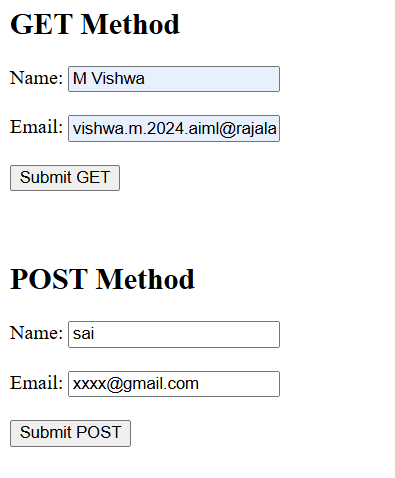 GET Method
Name: M Vishwa
Email: vishwa.m.2024.aiml@rajala
Submit GET
POST Method
Name: sai
Email: xxxx@gmail.com
Submit POST